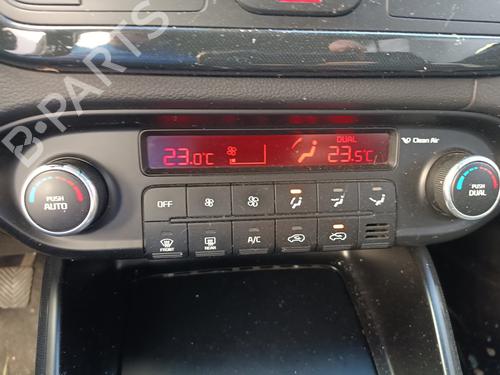 DUAL
23.0°C
23.5°C
Clean Air
PUSH
AUTO
OFF
PUSH
DUAL
FRONT
REAR
A/C
B-PARTS